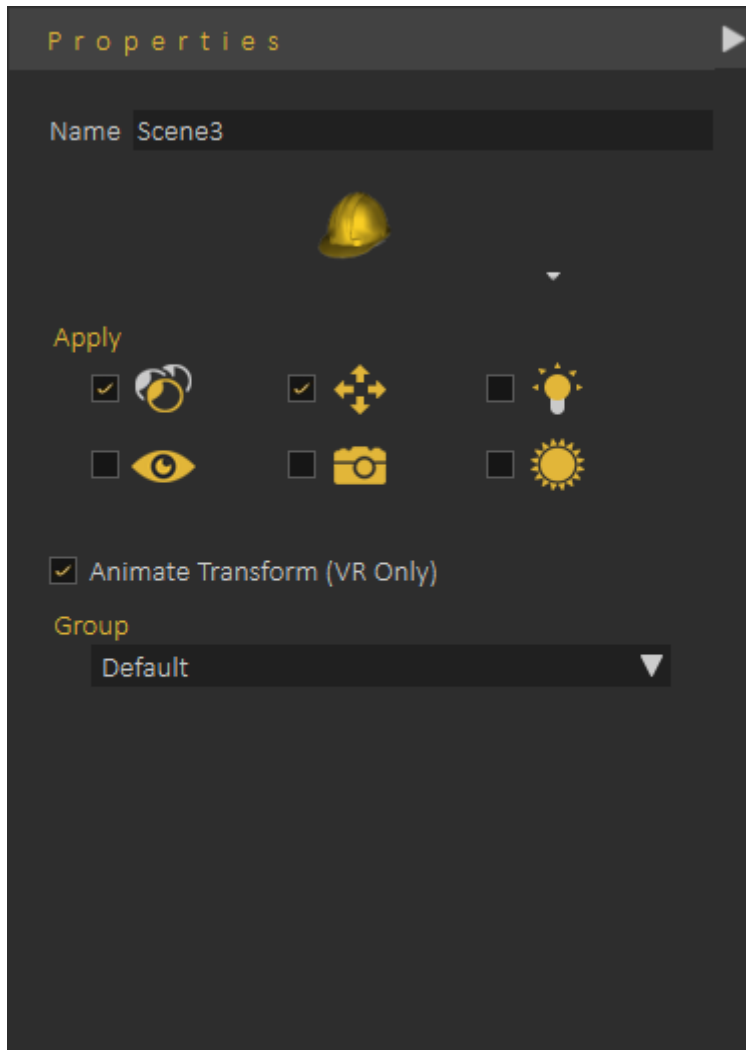 Properties
Name Scene3
Apply
Animate Transform (VR Only)
Group
Default